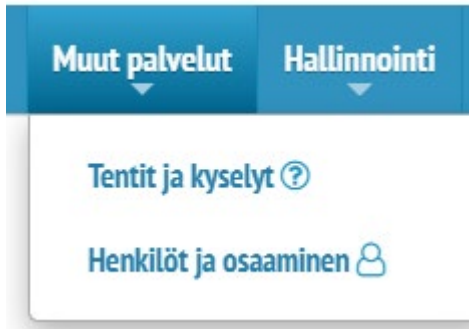 Muut palvelut Hallinnointi
Tentit ja kyselyt
Henkilöt ja osaaminen